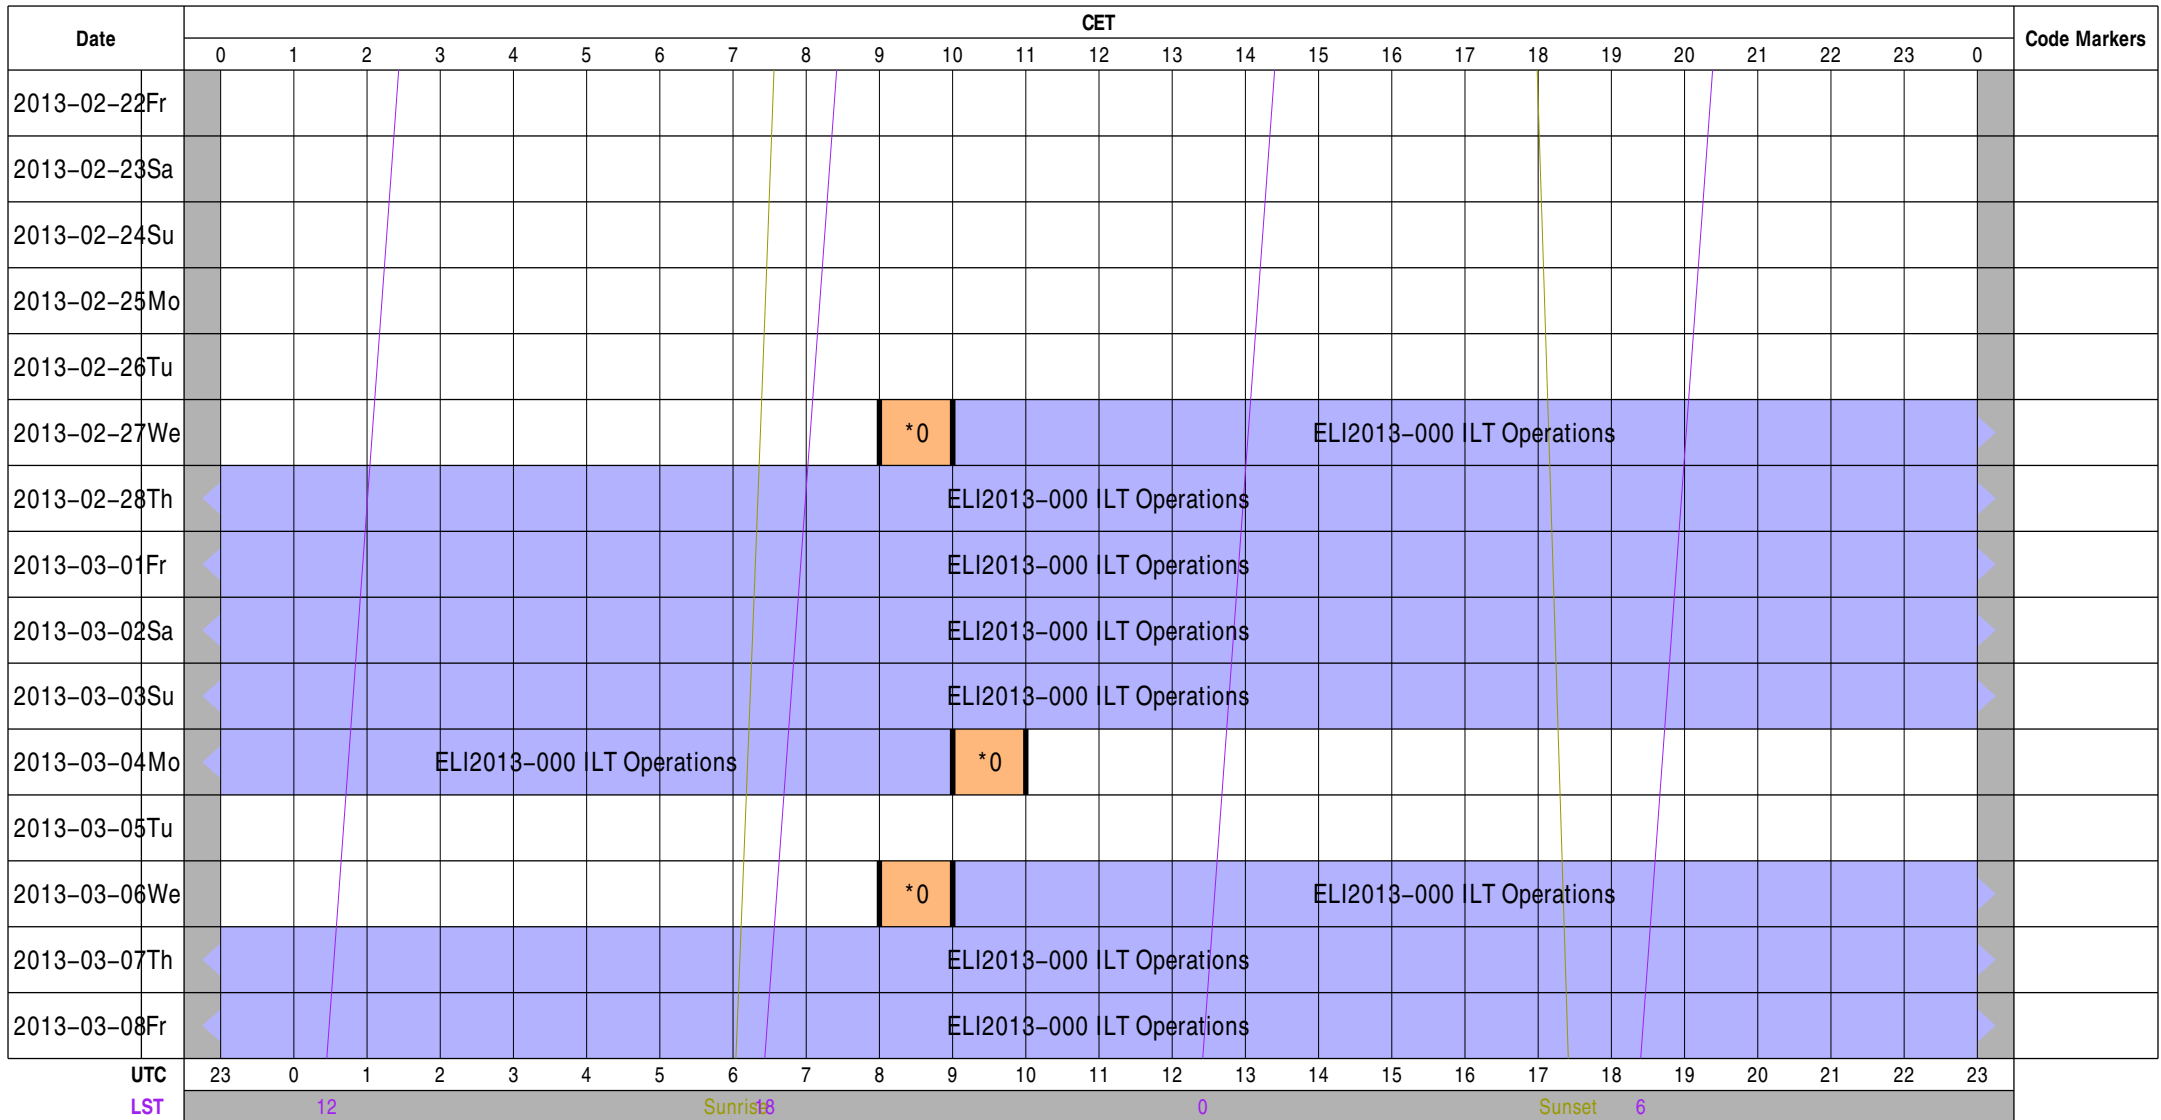 Date CET Code Markers
0 1 2 3 4 5 6 7 8 9 10 11 12 13 14 15 16 17 18 19 20 21 22 23 0
2013–02–22Fr
2013–02–23Sa
2013–02–24Su
2013–02–25Mo
2013–02–26Tu
2013–02–27We *0 ELI2013–000 ILT Operations
2013–02–28Th ELI2013–000 ILT Operations
2013–03–01Fr ELI2013–000 ILT Operations
2013–03–02Sa ELI2013–000 ILT Operations
2013–03–03Su ELI2013–000 ILT Operations
2013–03–04Mo ELI2013–000 ILT Operations *0
2013–03–05Tu
2013–03–06We *0 ELI2013–000 ILT Operations
2013–03–07Th ELI2013–000 ILT Operations
2013–03–08Fr ELI2013–000 ILT Operations
UTC 23 0 1 2 3 4 5 6 7 8 9 10 11 12 13 14 15 16 17 18 19 20 21 22 23
LST 12 Sunrise 18 0 Sunset 6